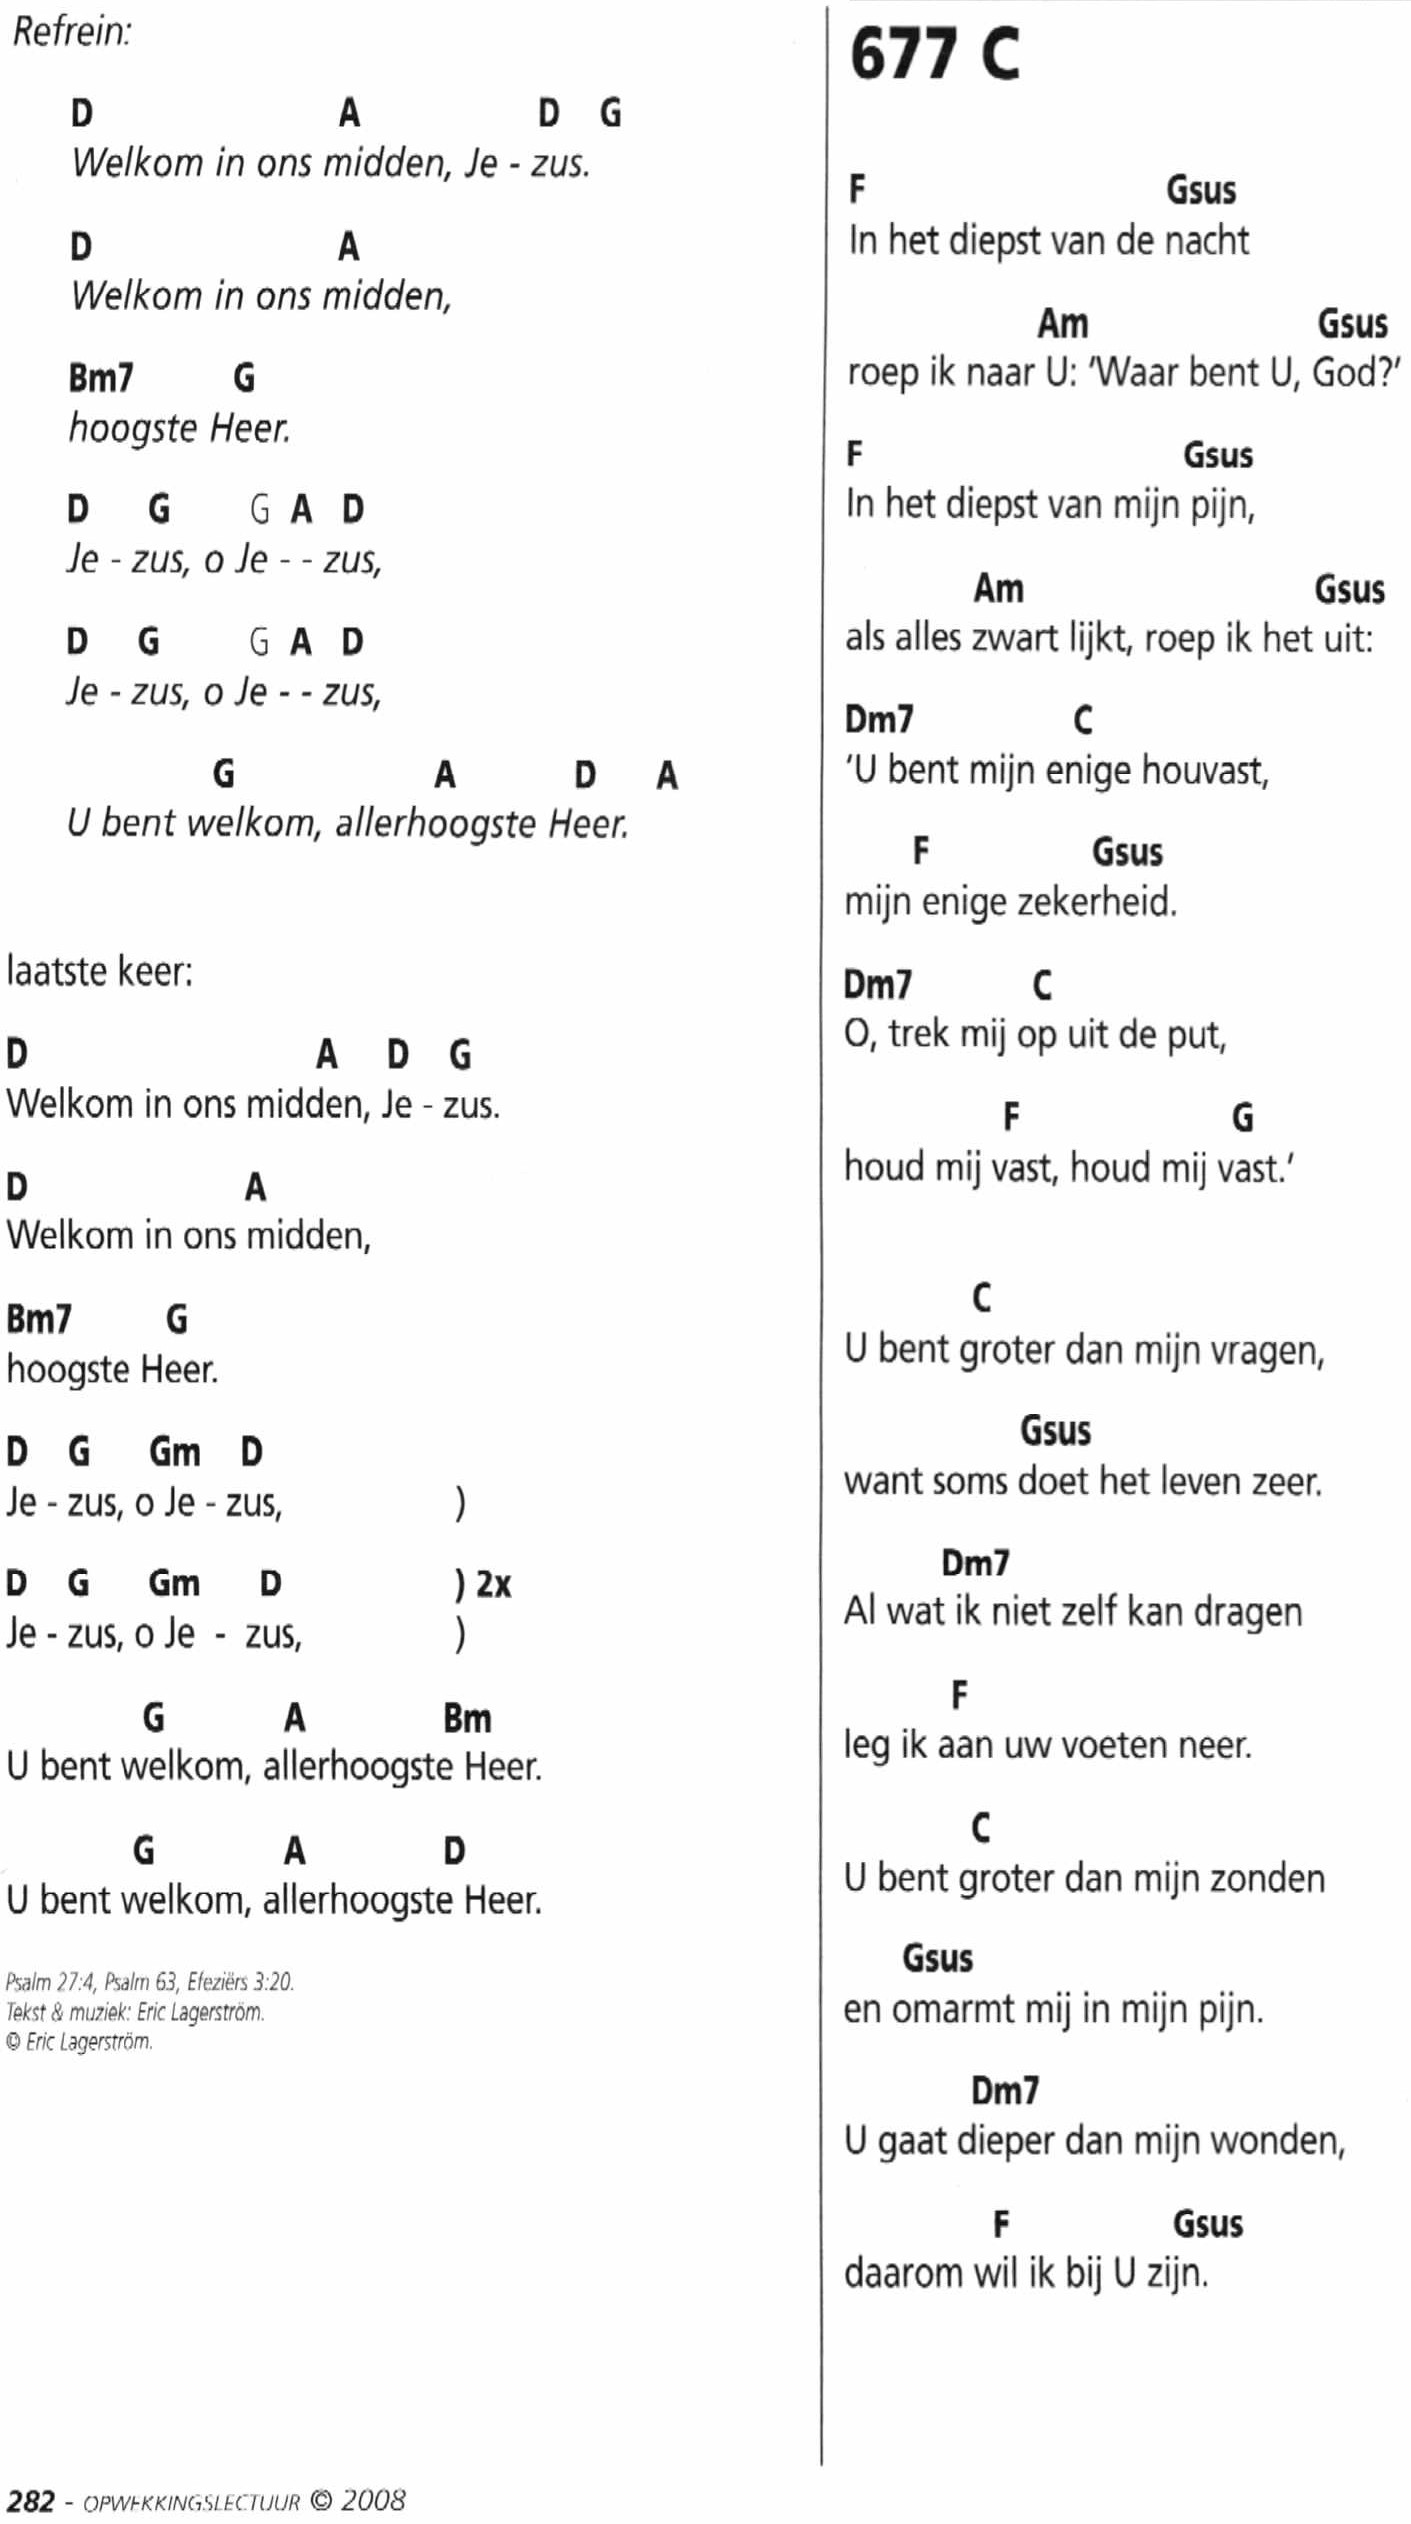 Refrein:
D A D G
Welkom in ons midden, Je - zus.
D A
Welkom in ons midden,
Bm7 G
hoogste Heer.
D G G A D
Je - zus, o Je - - zus,
D G G A D
Je - zus, o Je - - zus,
G A D A
U bent welkom, allerhoogste Heer.
laatste keer:
D A D G
Welkom in ons midden, Je - zus.
D A
Welkom in ons midden,
Bm7 G
hoogste Heer.
D G Gm D
Je - zus, o Je - zus, )
D G Gm D ) 2x
Je - zus, o Je - zus, )
G A Bm
U bent welkom, allerhoogste Heer.
G A D
U bent welkom, allerhoogste Heer.
Psalm 27:4, Psalm 63, Efeziërs 3:20.
Tekst & muziek: Eric Lagerström.
© Eric Lagerström.
282 - OPWEKKINGSLECTUUR © 2008
677 C
F Gsus
In het diepst van de nacht
Am Gsus
roep ik naar U: ‘Waar bent U, God?’
F Gsus
In het diepst van mijn pijn,
Am Gsus
als alles zwart lijkt, roep ik het uit:
Dm7 C
‘U bent mijn enige houvast,
F Gsus
mijn enige zekerheid.
Dm7 C
O, trek mij op uit de put,
F G
houd mij vast, houd mij vast.’
C
U bent groter dan mijn vragen,
Gsus
want soms doet het leven zeer.
Dm7
Al wat ik niet zelf kan dragen
F
leg ik aan uw voeten neer.
C
U bent groter dan mijn zonden
Gsus
en omarmt mij in mijn pijn.
Dm7
U gaat dieper dan mijn wonden,
F Gsus
daarom wil ik bij U zijn.